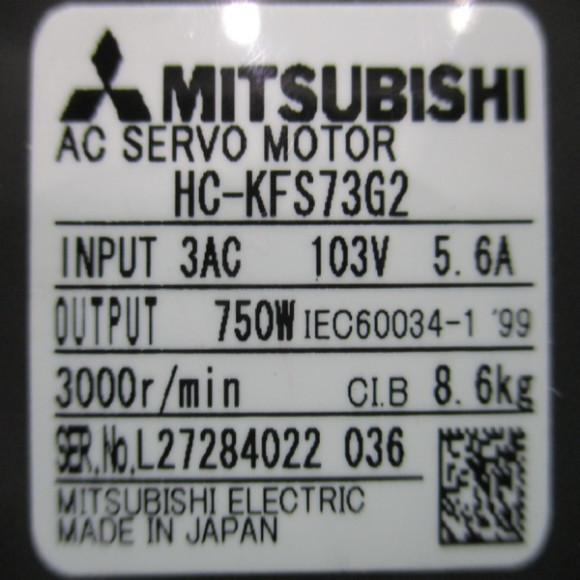 MITSUBISHI
AC SERVO MOTOR
HC-KFS73G2
INPUT 3AC 103V 5.6A
OUTPUT 750W IEC60034-1 '99
3000r/min CI.B 8.6kg
SER.No.L27284022 036
MITSUBISHI ELECTRIC
MADE IN JAPAN